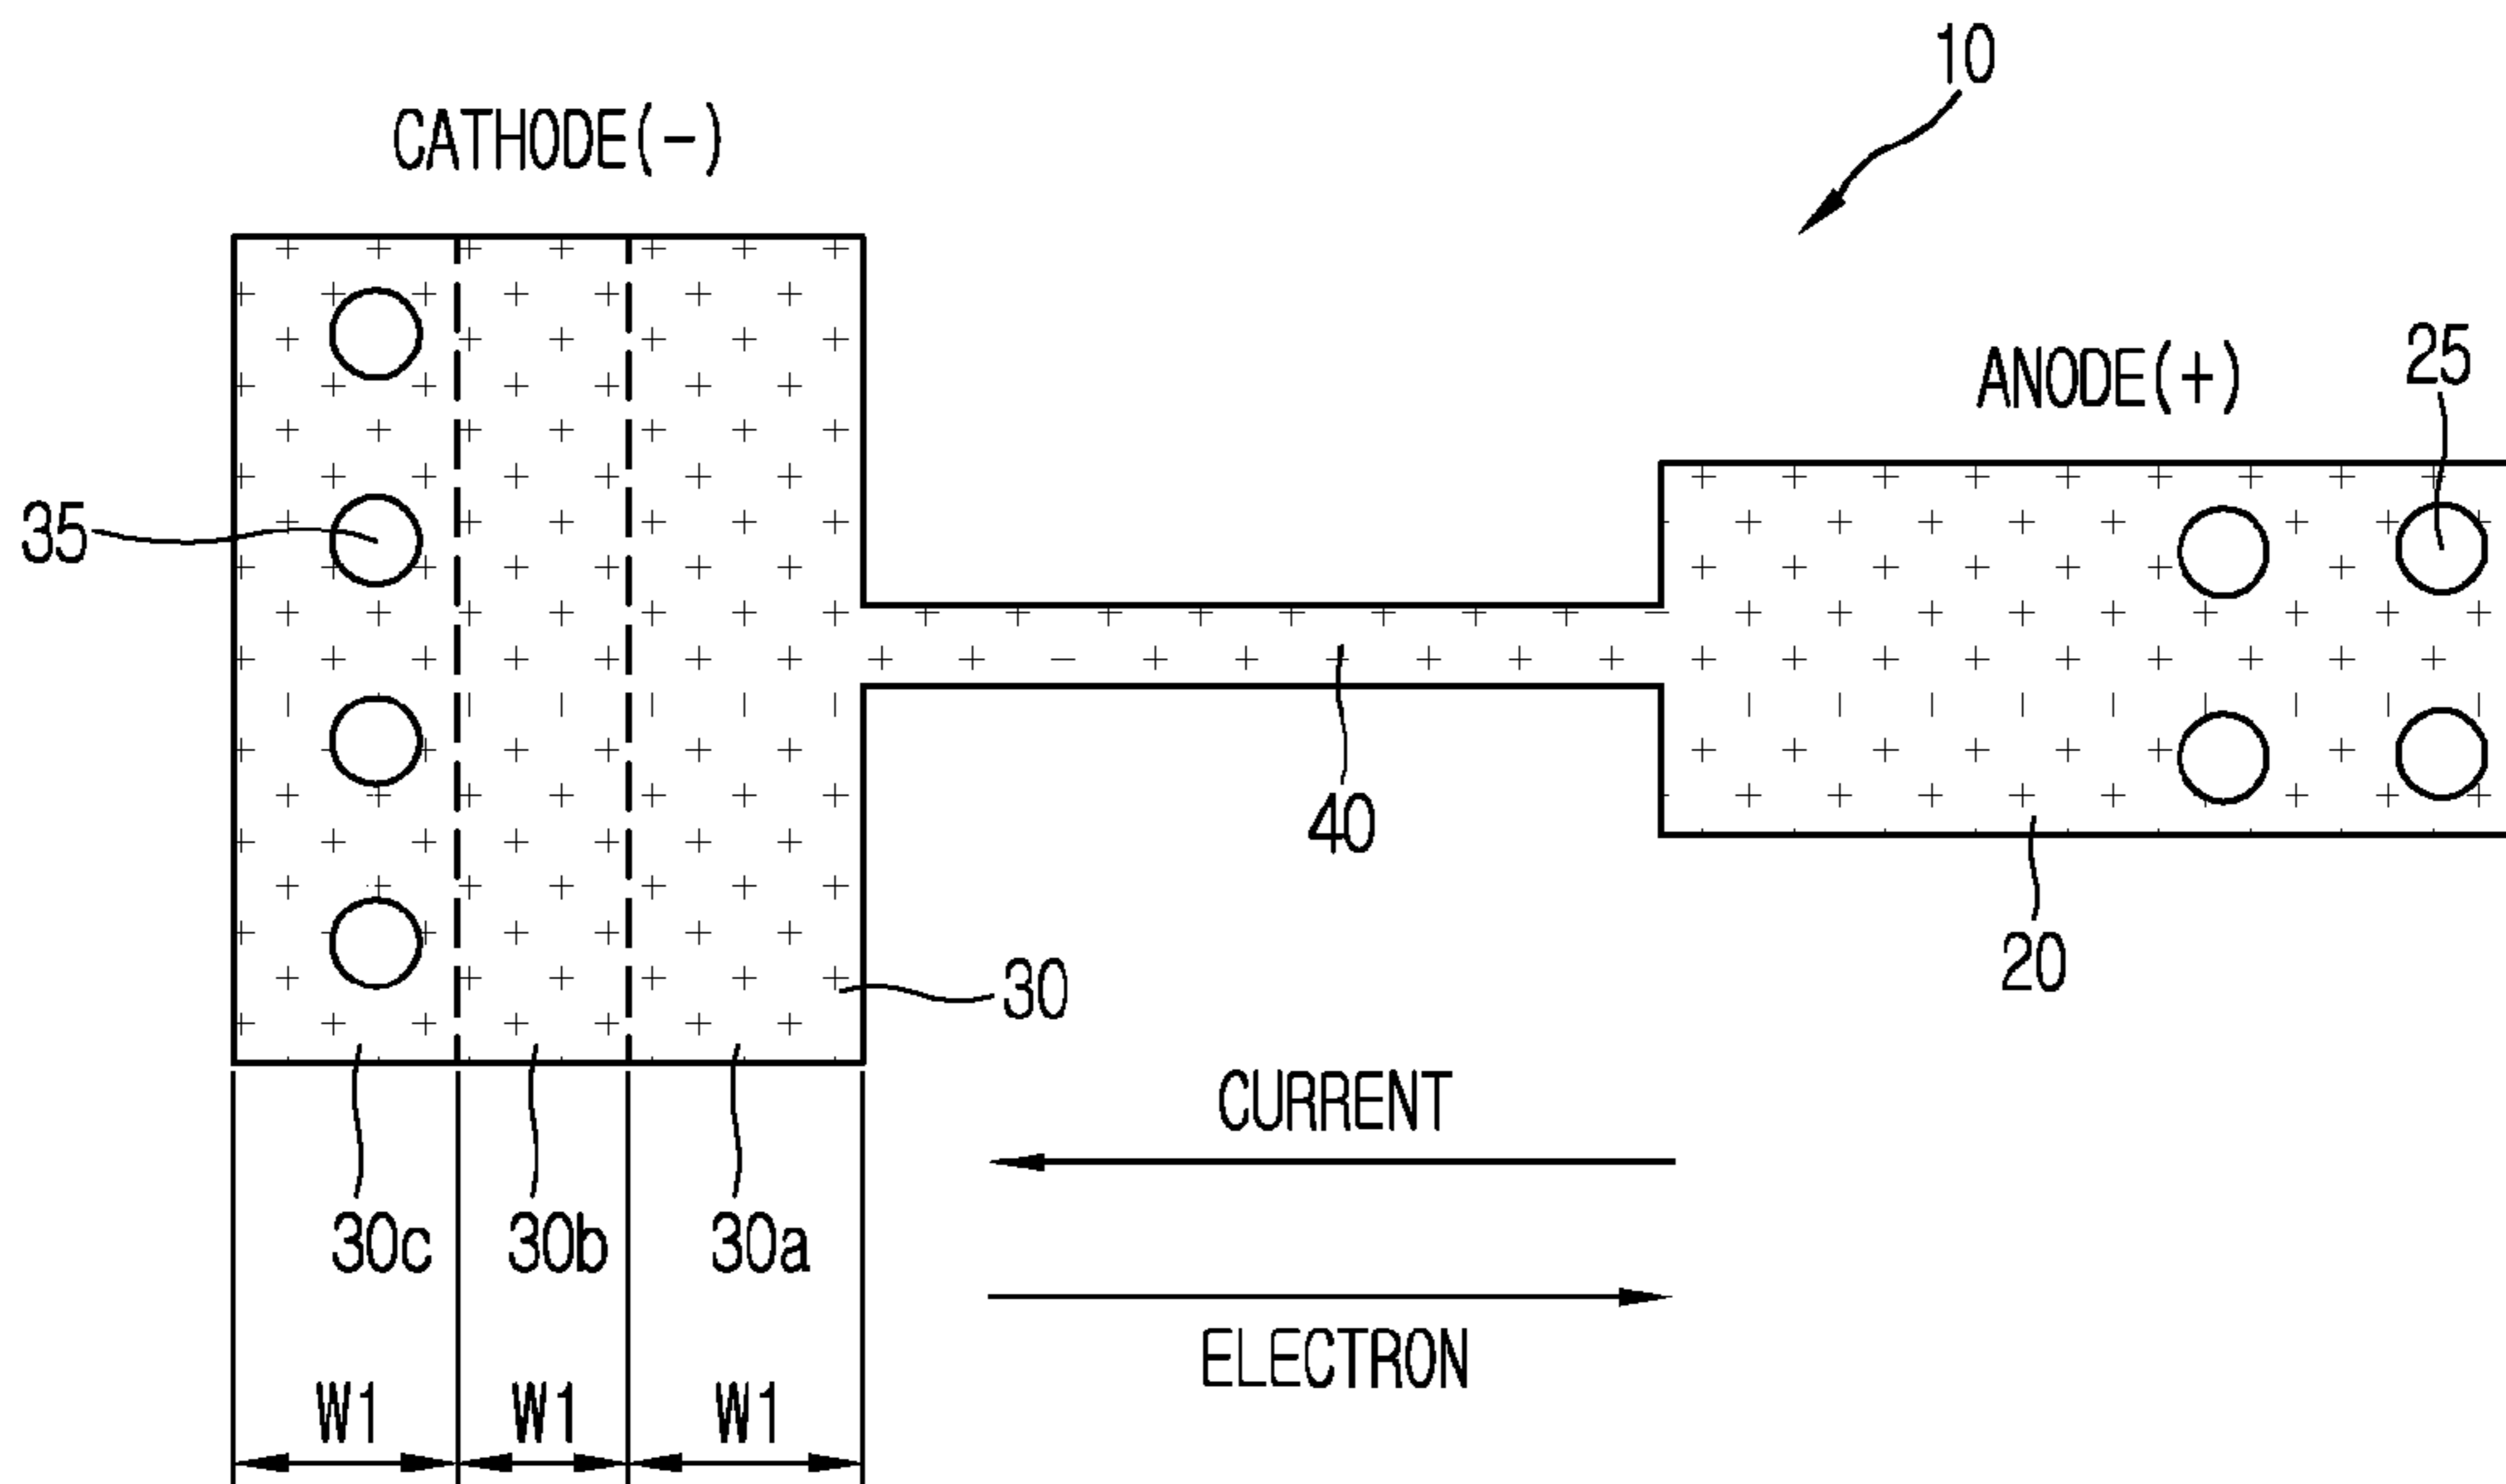 10
CATHODE(-)
ANODE(+)
25
35
40
20
30
CURRENT
30c 30b 30a
ELECTRON
W1 W1 W1